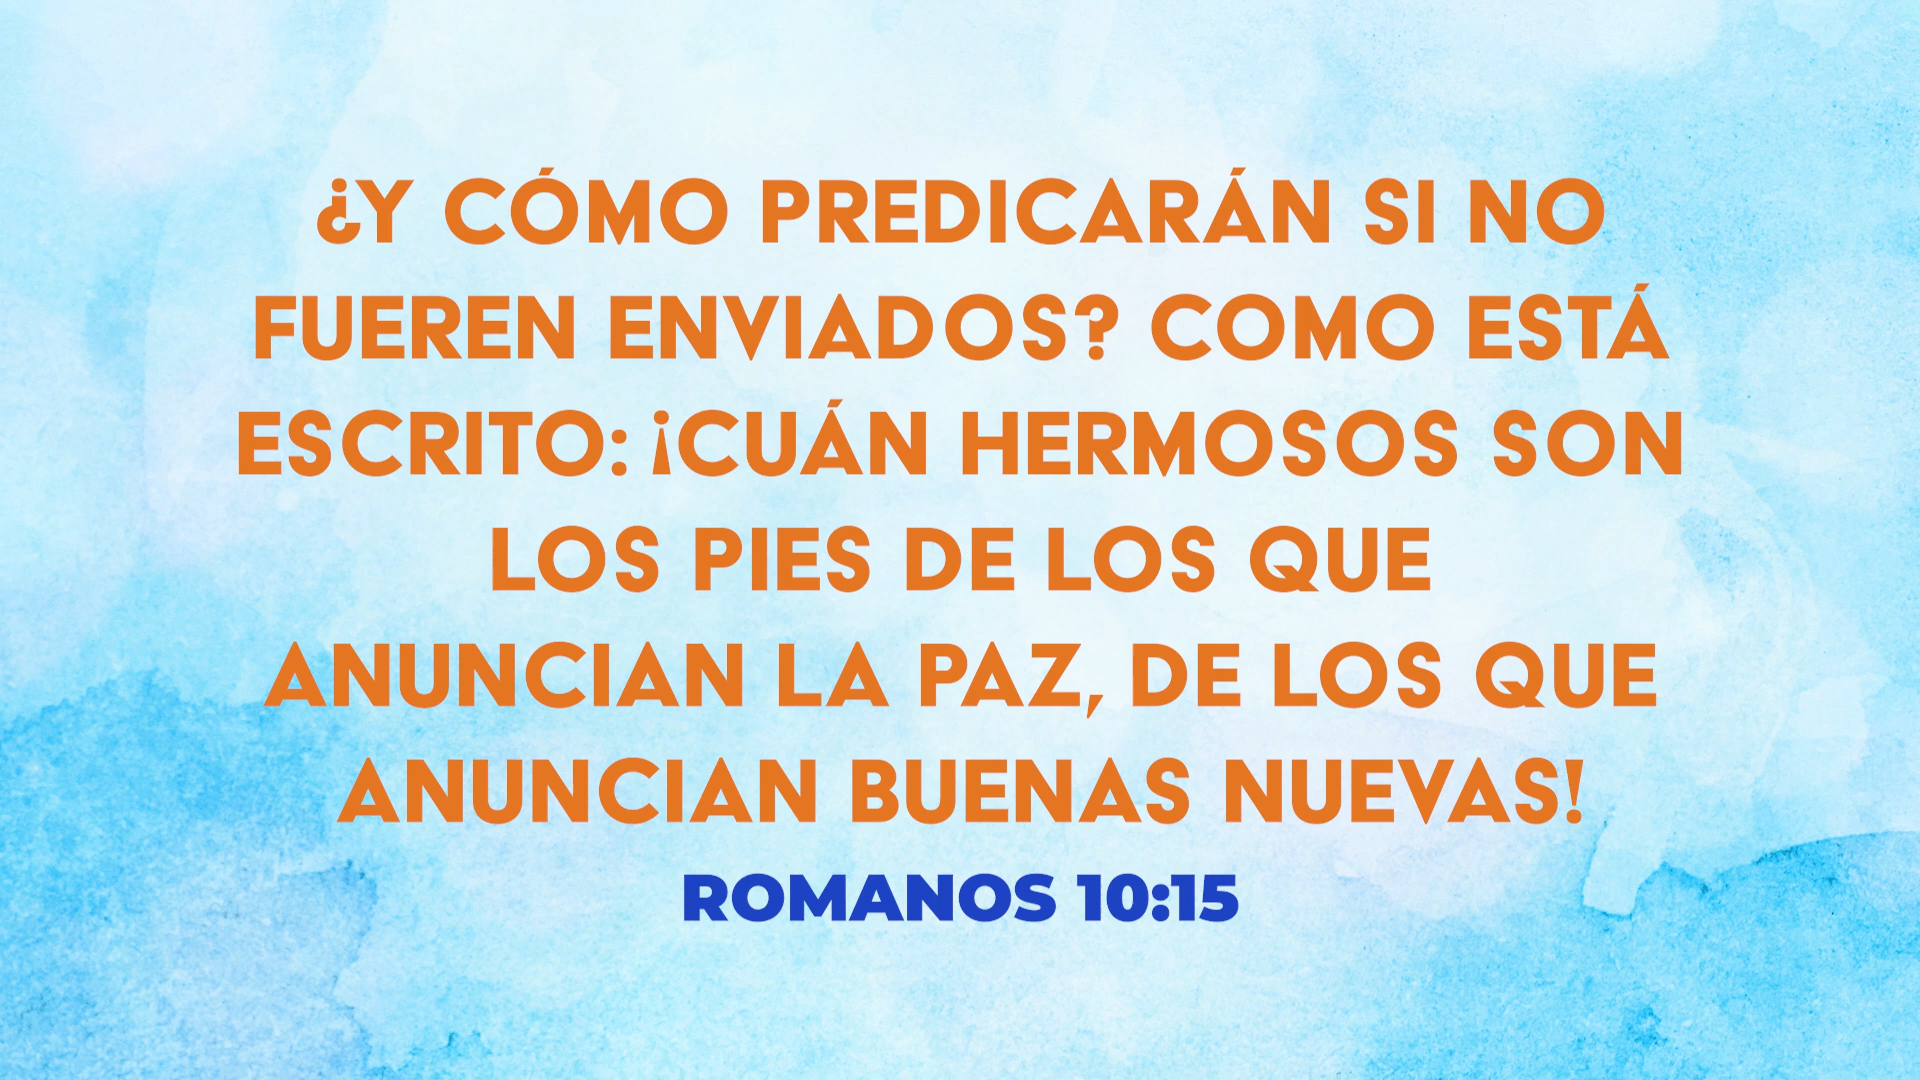 ¿Y CÓMO PREDICARÁN SI NO
FUEREN ENVIADOS? COMO ESTÁ
ESCRITO: ¡CUÁN HERMOSOS SON
LOS PIES DE LOS QUE
ANUNCIAN LA PAZ, DE LOS QUE
ANUNCIAN BUENAS NUEVAS!
ROMANOS 10:15